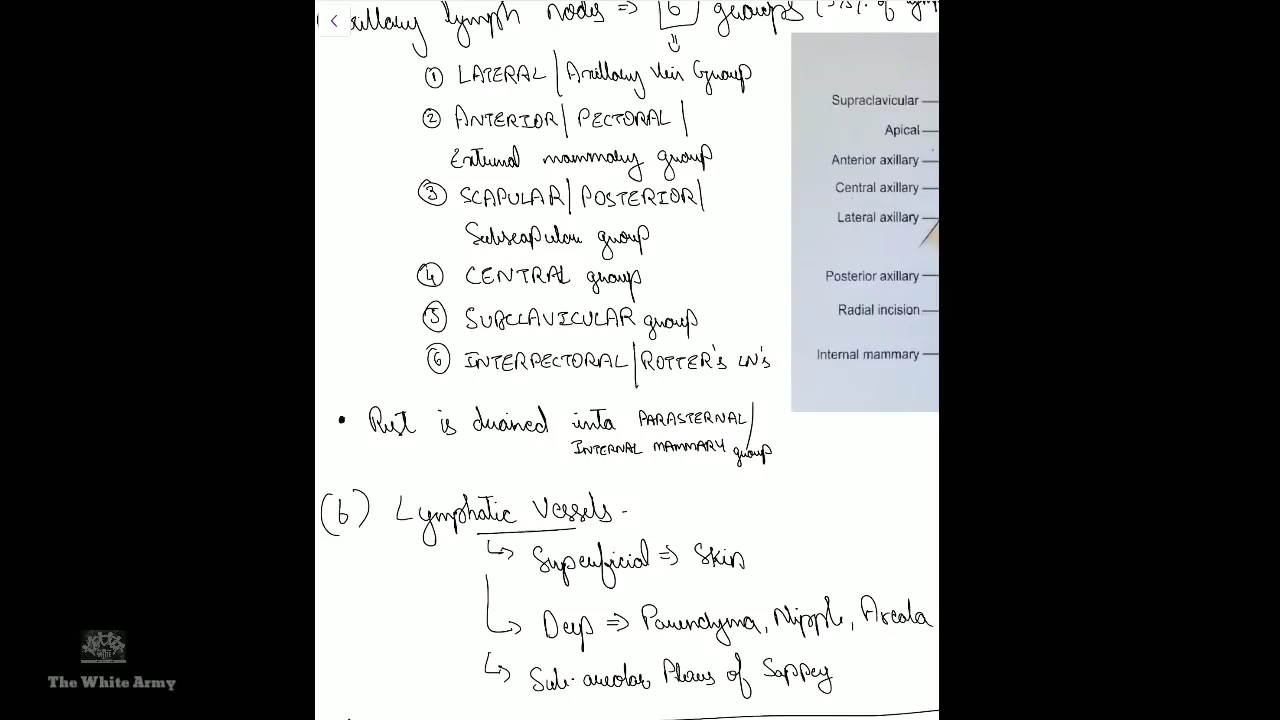 axillary lymph nodes => 6 groups (75% of
① LATERAL | Axillary Vein Group
② ANTERIOR | PECTORAL |
External mammary group
③ SCAPULAR | POSTERIOR |
Subscapular group
④ CENTRAL group
⑤ SUBCLAVICULAR group
⑥ INTERPECTORAL | ROTTER'S LN'S
• Rest is drained into PARASTERNAL /
INTERNAL MAMMARY group
(b) Lymphatic Vessels -
↳ Superficial => Skin
↳ Deep => Parenchyma, Nipple, Areola
↳ Sub-areolar Plexus of Sappey
Supraclavicular
Apical
Anterior axillary
Central axillary
Lateral axillary
Posterior axillary
Radial incision
Internal mammary
The White Army